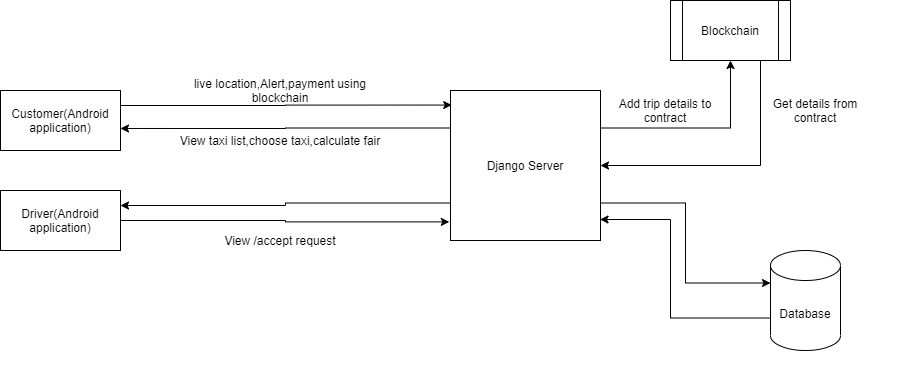 Blockchain
live location,Alert,payment using
blockchain
Customer(Android
application)
Add trip details to
contract
Get details from
contract
View taxi list,choose taxi,calculate fair
Django Server
Driver(Android
application)
View /accept request
Database